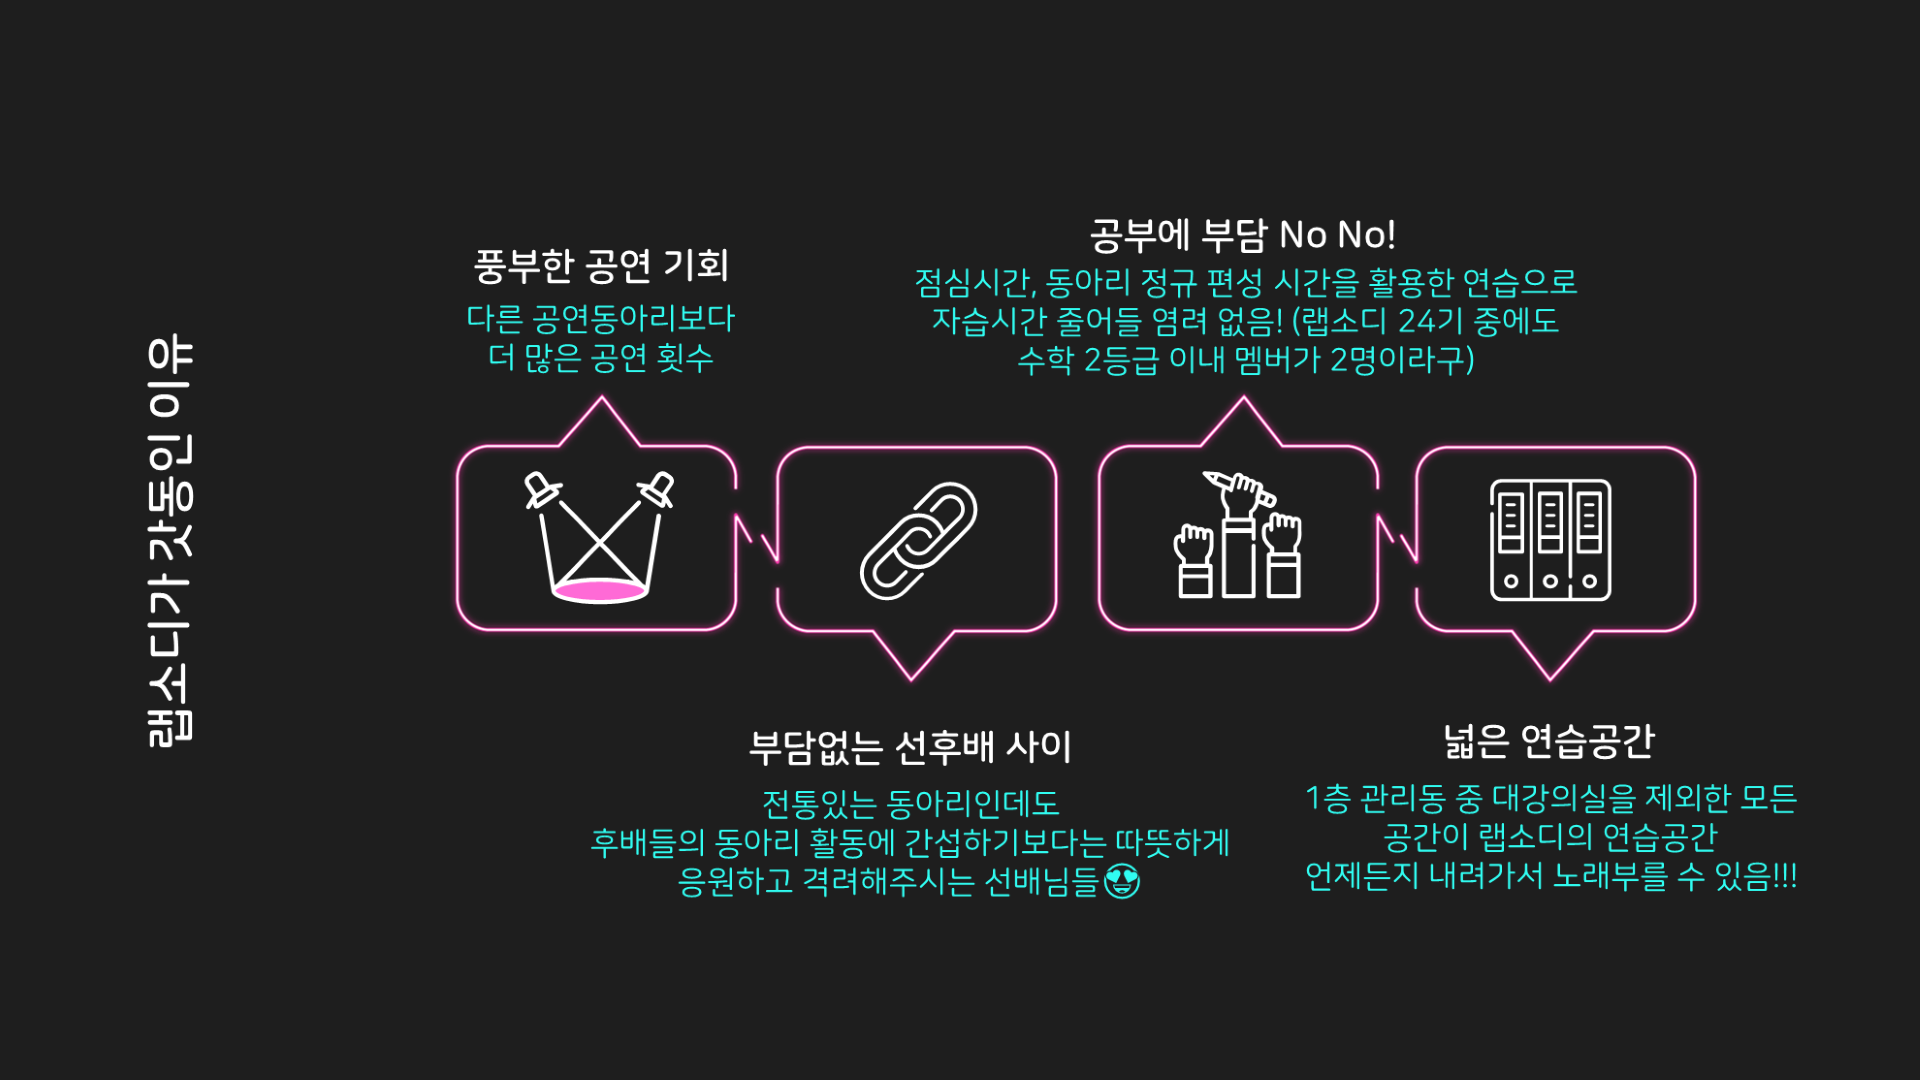 랩소디가 갓동인 이유
풍부한 공연 기회
다른 공연동아리보다
더 많은 공연 횟수
부담없는 선후배 사이
전통있는 동아리인데도
후배들의 동아리 활동에 간섭하기보다는 따뜻하게
응원하고 격려해주시는 선배님들😍
공부에 부담 No No!
점심시간, 동아리 정규 편성 시간을 활용한 연습으로
자습시간 줄어들 염려 없음! (랩소디 24기 중에도
수학 2등급 이내 멤버가 2명이라구)
넓은 연습공간
1층 관리동 중 대강의실을 제외한 모든
공간이 랩소디의 연습공간
언제든지 내려가서 노래부를 수 있음!!!